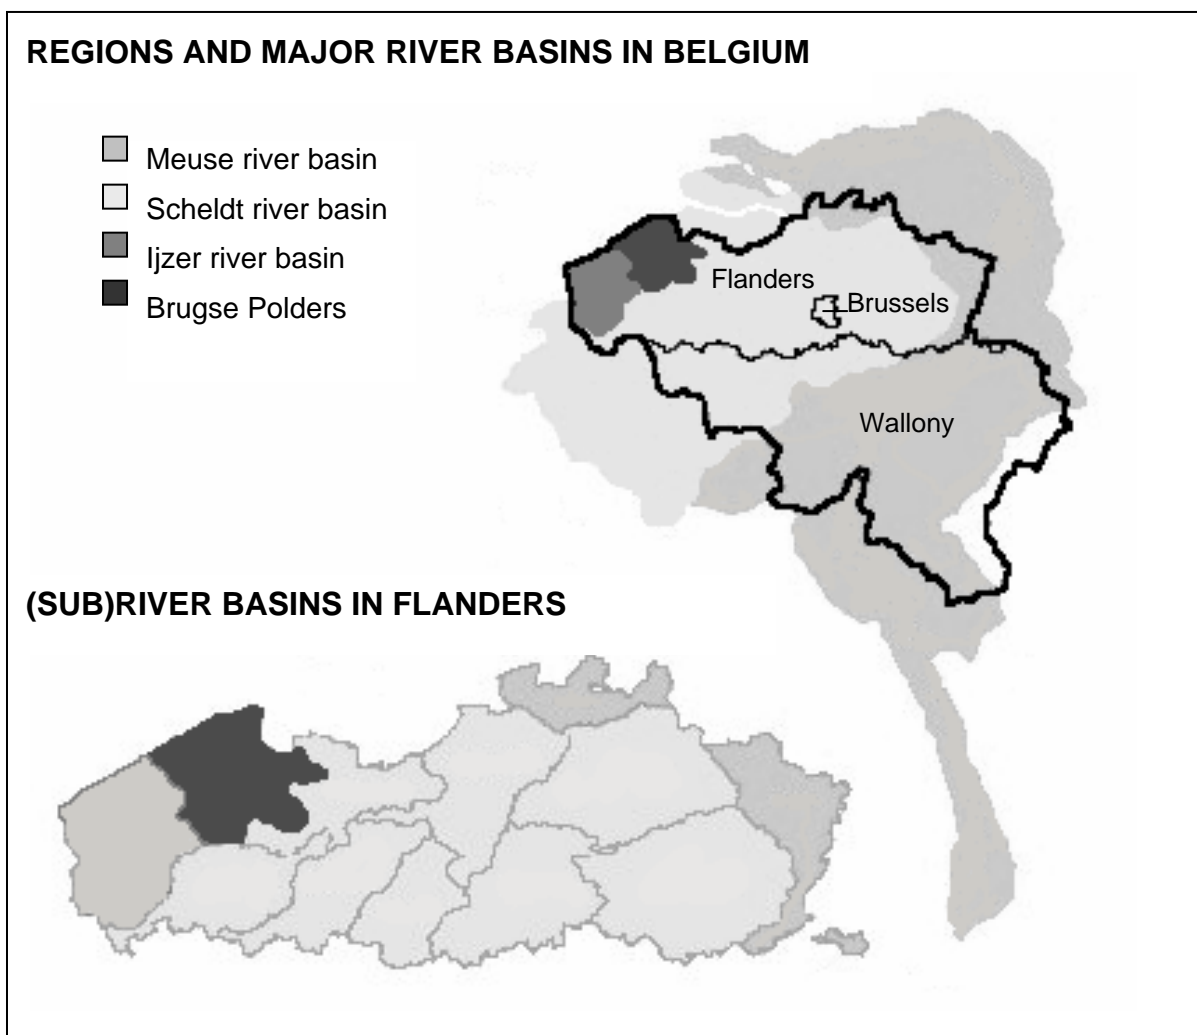 REGIONS AND MAJOR RIVER BASINS IN BELGIUM
Meuse river basin
Scheldt river basin
Ijzer river basin
Brugse Polders
Flanders
Brussels
Wallony
(SUB)RIVER BASINS IN FLANDERS